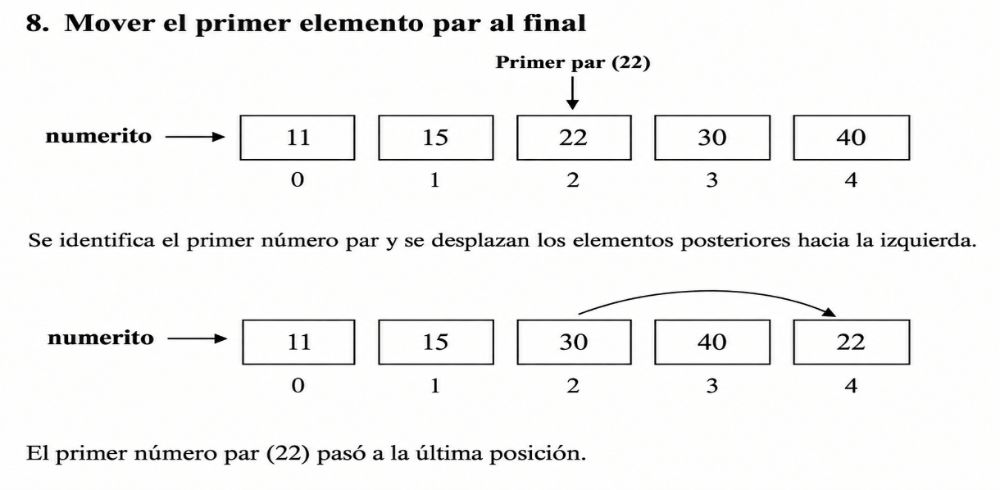 8. Mover el primer elemento par al final
Primer par (22)
numerito 11 15 22 30 40
0 1 2 3 4
Se identifica el primer número par y se desplazan los elementos posteriores hacia la izquierda.
numerito 11 15 30 40 22
0 1 2 3 4
El primer número par (22) pasó a la última posición.